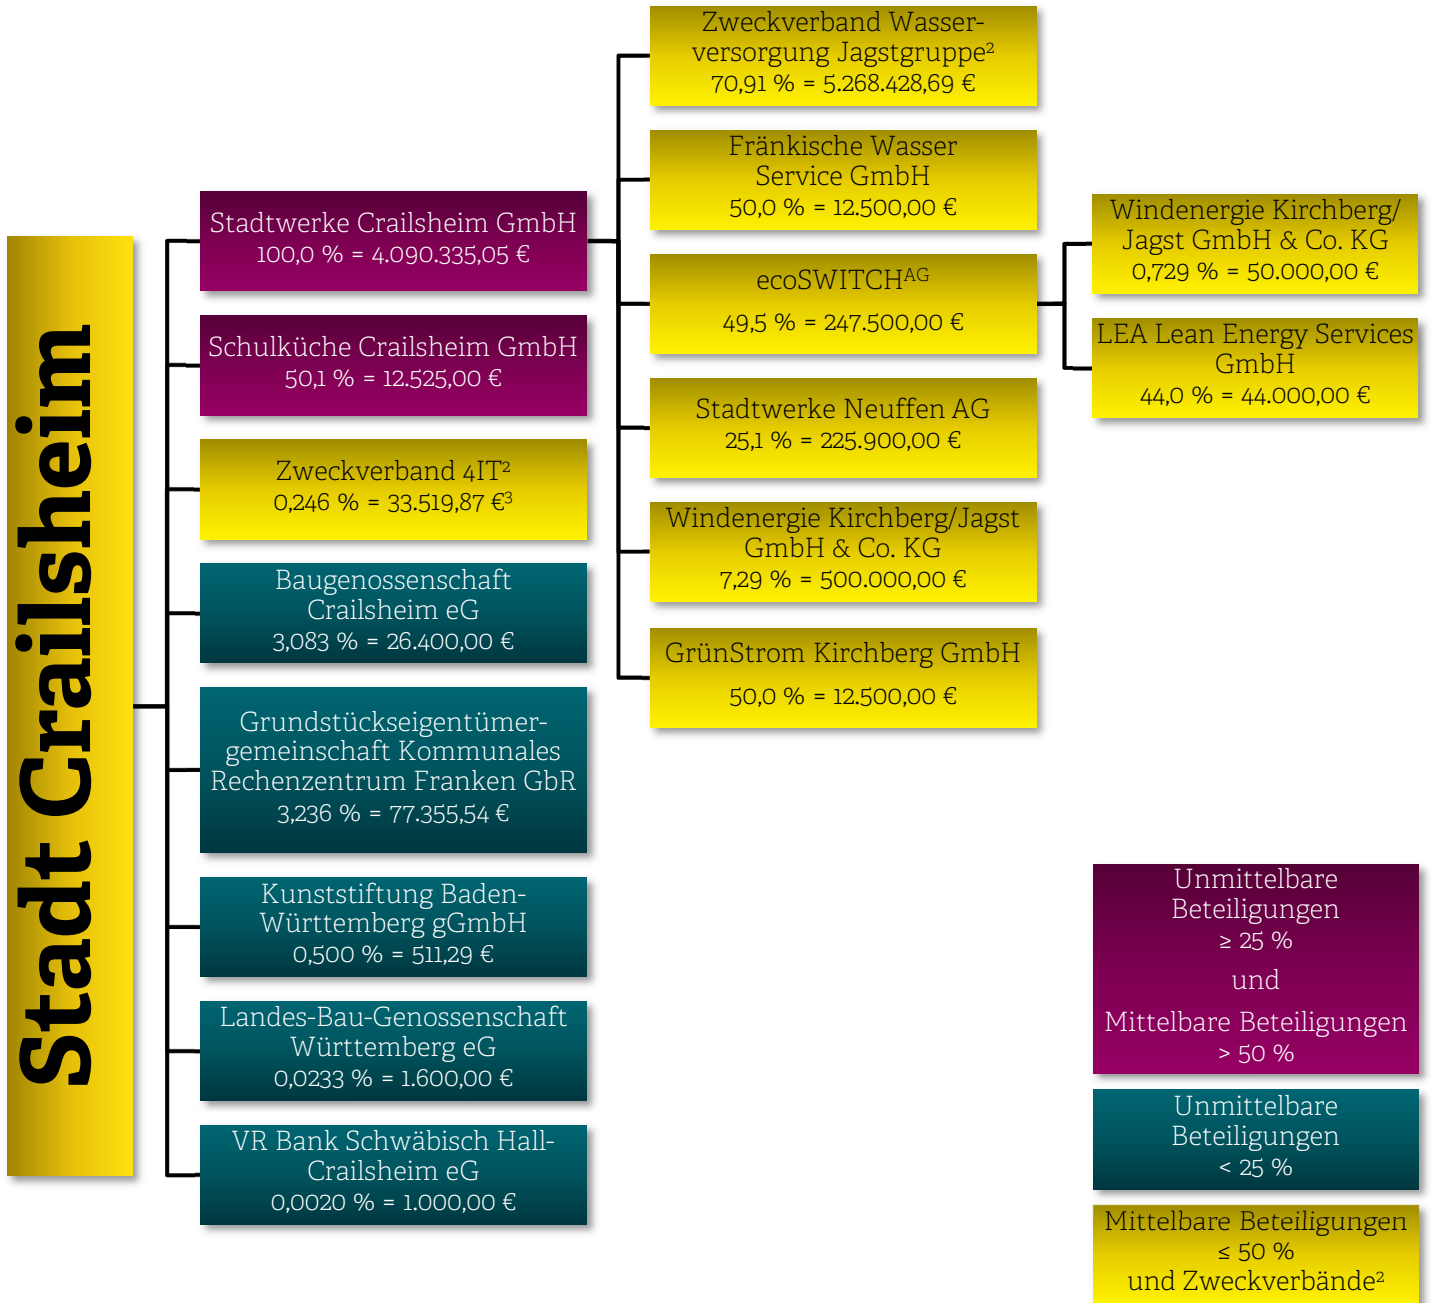 Stadt Crailsheim
Stadtwerke Crailsheim GmbH
100,0 % = 4.090.335,05 €
Schulküche Crailsheim GmbH
50,1 % = 12.525,00 €
Zweckverband 4IT²
0,246 % = 33.519,87 €³
Baugenossenschaft
Crailsheim eG
3,083 % = 26.400,00 €
Grundstückseigentümer-
gemeinschaft Kommunales
Rechenzentrum Franken GbR
3,236 % = 77.355,54 €
Kunststiftung Baden-
Württemberg gGmbH
0,500 % = 511,29 €
Landes-Bau-Genossenschaft
Württemberg eG
0,0233 % = 1.600,00 €
VR Bank Schwäbisch Hall-
Crailsheim eG
0,0020 % = 1.000,00 €
Zweckverband Wasser-
versorgung Jagstgruppe²
70,91 % = 5.268.428,69 €
Fränkische Wasser
Service GmbH
50,0 % = 12.500,00 €
ecoSWITCHᴬᴳ
49,5 % = 247.500,00 €
Stadtwerke Neuffen AG
25,1 % = 225.900,00 €
Windenergie Kirchberg/Jagst
GmbH & Co. KG
7,29 % = 500.000,00 €
GrünStrom Kirchberg GmbH
50,0 % = 12.500,00 €
Windenergie Kirchberg/
Jagst GmbH & Co. KG
0,729 % = 50.000,00 €
LEA Lean Energy Services
GmbH
44,0 % = 44.000,00 €
Unmittelbare
Beteiligungen
≥ 25 %
und
Mittelbare Beteiligungen
> 50 %
Unmittelbare
Beteiligungen
< 25 %
Mittelbare Beteiligungen
≤ 50 %
und Zweckverbände²